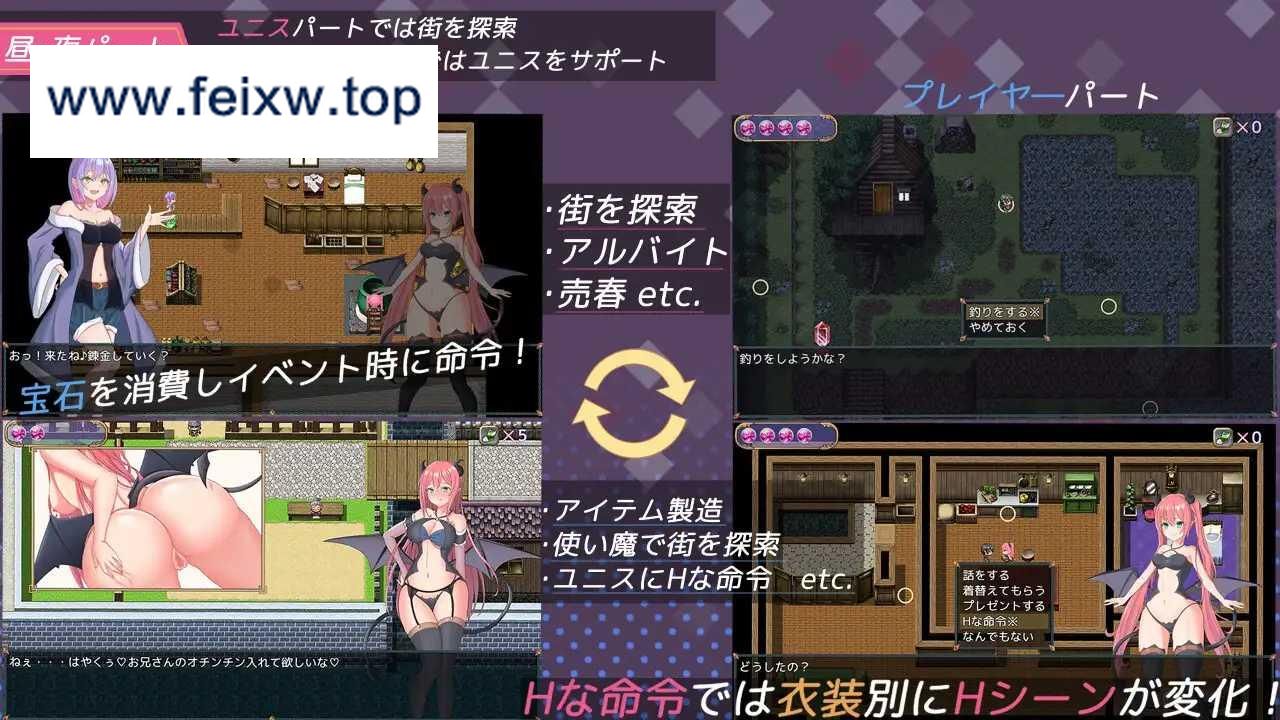 昼 夜パート
ユニスパートでは街を探索
ではユニスをサポート
www.feixw.top
プレイヤーパート
×0
・街を探索
・アルバイト
・売春 etc.
釣りをする※
やめておく
おっ！来たね♪錬金していく？
釣りをしようかな？
宝石を消費しイベント時に命令！
×5
×0
・アイテム製造
・使い魔で街を探索
・ユニスにHな命令 etc.
話をする
着替えてもらう
プレゼントする
Hな命令※
なんでもない
ねぇ・・・はやくぅ♡お兄さんのオチンチン入れて欲しいな♡
どうしたの？
Hな命令では衣装別にHシーンが変化！